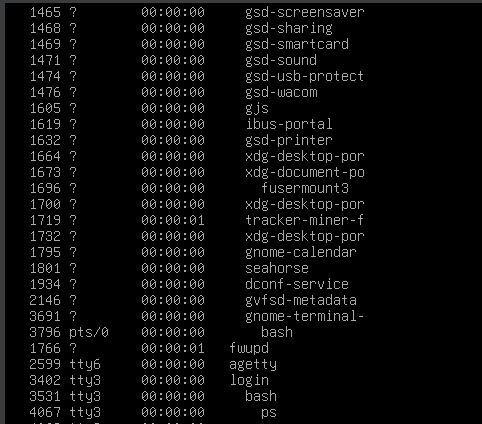 1465 ? 00:00:00 gsd-screensaver
1468 ? 00:00:00 gsd-sharing
1469 ? 00:00:00 gsd-smartcard
1471 ? 00:00:00 gsd-sound
1474 ? 00:00:00 gsd-usb-protect
1476 ? 00:00:00 gsd-wacom
1605 ? 00:00:00 gjs
1619 ? 00:00:00 ibus-portal
1632 ? 00:00:00 gsd-printer
1664 ? 00:00:00 xdg-desktop-por
1673 ? 00:00:00 xdg-document-po
1696 ? 00:00:00 fusermount3
1700 ? 00:00:00 xdg-desktop-por
1719 ? 00:00:01 tracker-miner-f
1732 ? 00:00:00 xdg-desktop-por
1795 ? 00:00:00 gnome-calendar
1801 ? 00:00:00 seahorse
1934 ? 00:00:00 dconf-service
2146 ? 00:00:00 gvfsd-metadata
3691 ? 00:00:00 gnome-terminal-
3796 pts/0 00:00:00 bash
1766 ? 00:00:01 fwupd
2599 tty6 00:00:00 agetty
3402 tty3 00:00:00 login
3531 tty3 00:00:00 bash
4067 tty3 00:00:00 ps